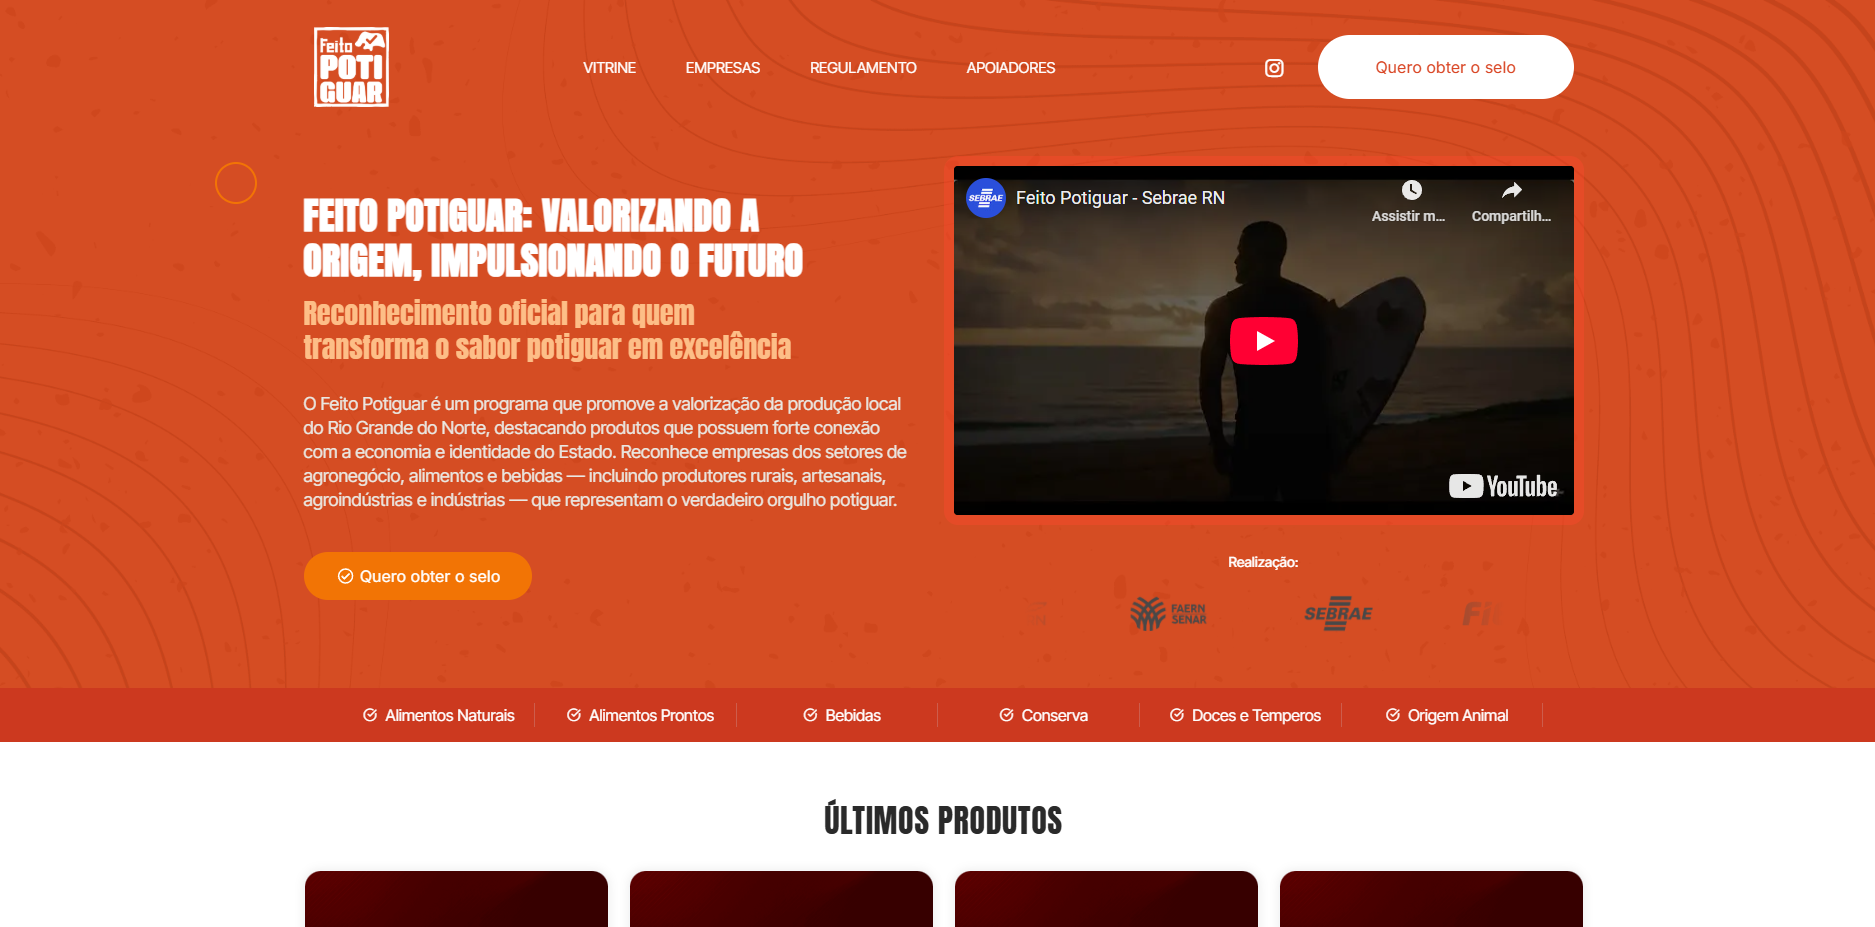 Feito
POTI
GUAR
VITRINE
EMPRESAS
REGULAMENTO
APOIADORES
Quero obter o selo
FEITO POTIGUAR: VALORIZANDO A
ORIGEM, IMPULSIONANDO O FUTURO
Reconhecimento oficial para quem
transforma o sabor potiguar em excelência
O Feito Potiguar é um programa que promove a valorização da produção local
do Rio Grande do Norte, destacando produtos que possuem forte conexão
com a economia e identidade do Estado. Reconhece empresas dos setores de
agronegócio, alimentos e bebidas — incluindo produtores rurais, artesanais,
agroindústrias e indústrias — que representam o verdadeiro orgulho potiguar.
Quero obter o selo
SEBRAE
Feito Potiguar - Sebrae RN
Assistir m...
Compartilh...
YouTube
Realização:
FAERN
SENAR
SEBRAE
Alimentos Naturais
Alimentos Prontos
Bebidas
Conserva
Doces e Temperos
Origem Animal
ÚLTIMOS PRODUTOS